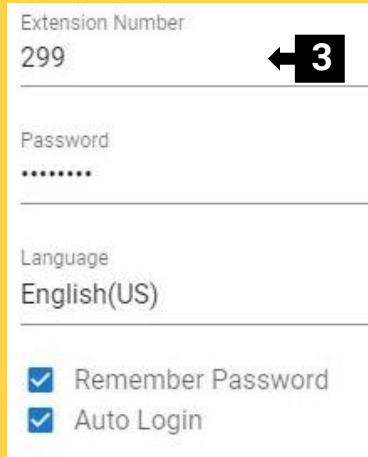 Extension Number
299
3
Password
••••••••
Language
English(US)
Remember Password
Auto Login